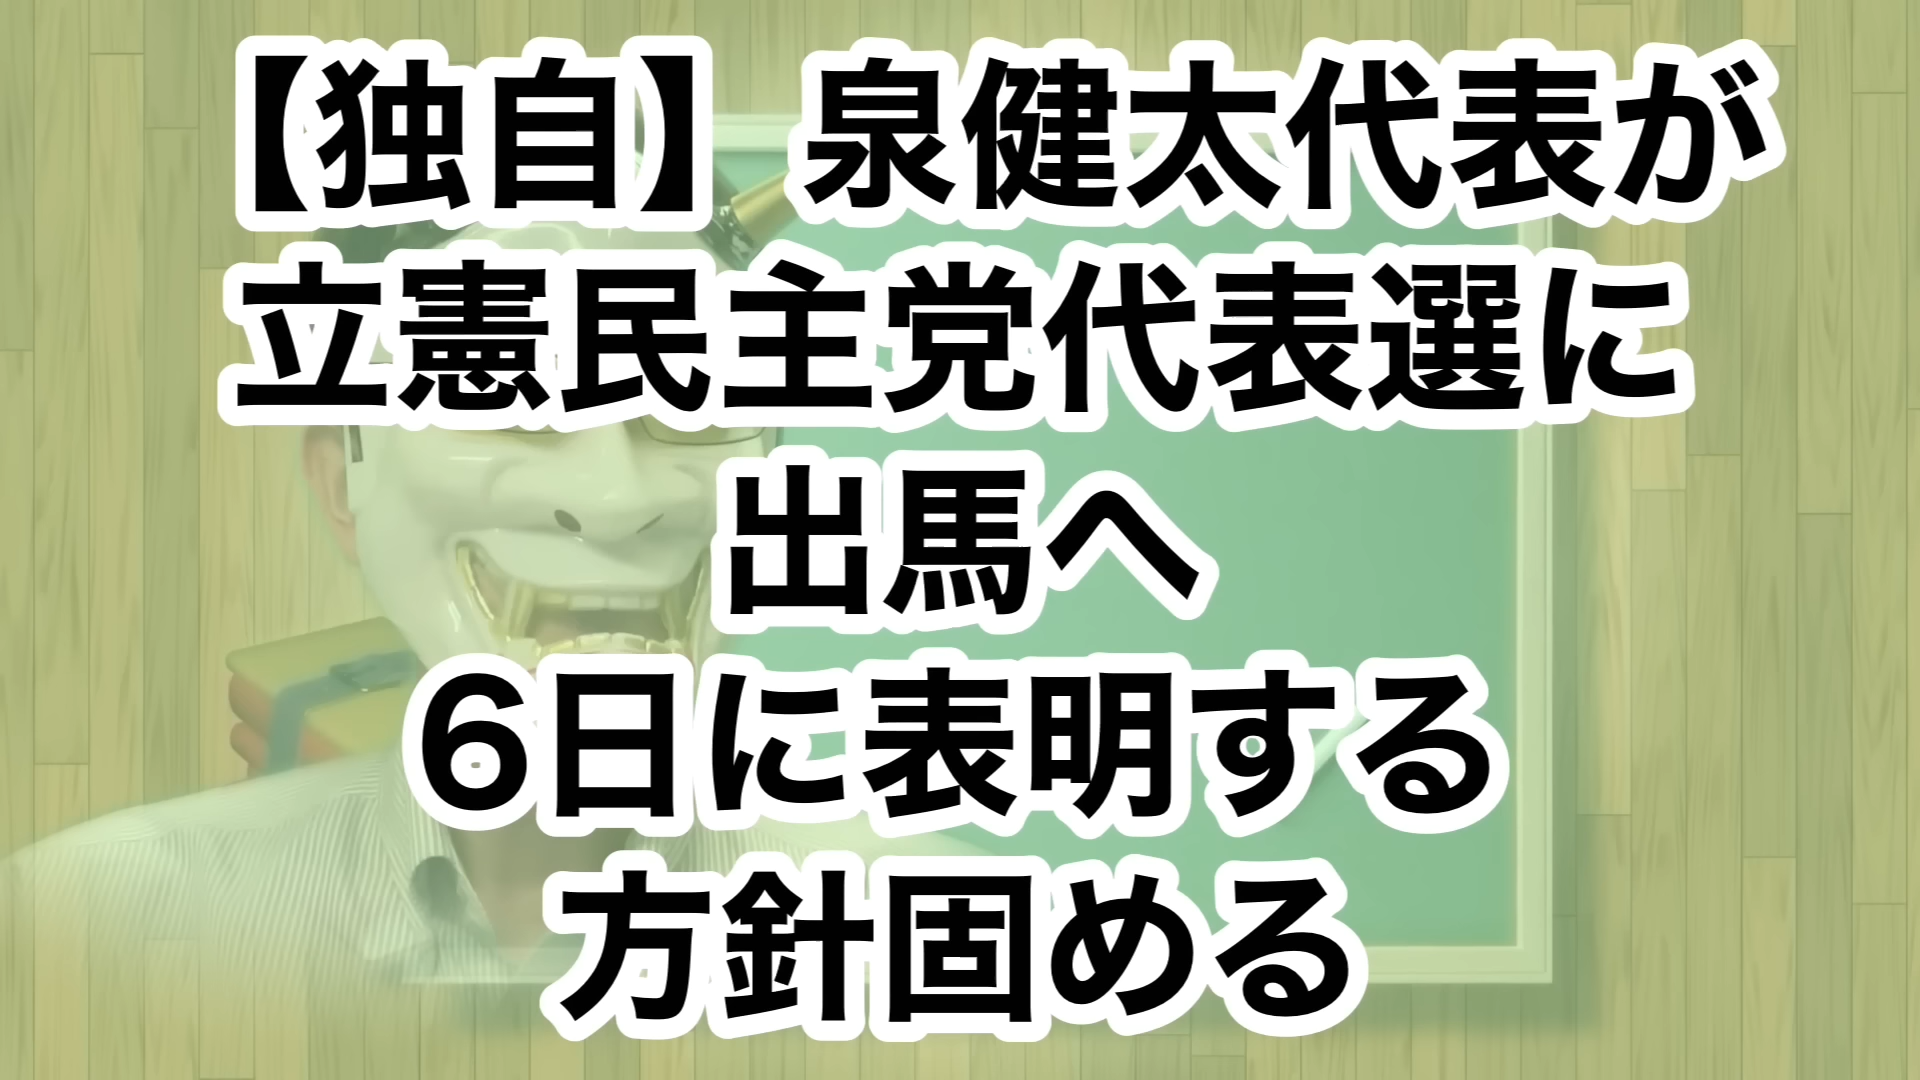 【独自】泉健太代表が
立憲民主党代表選に
出馬へ
6日に表明する
方針固める